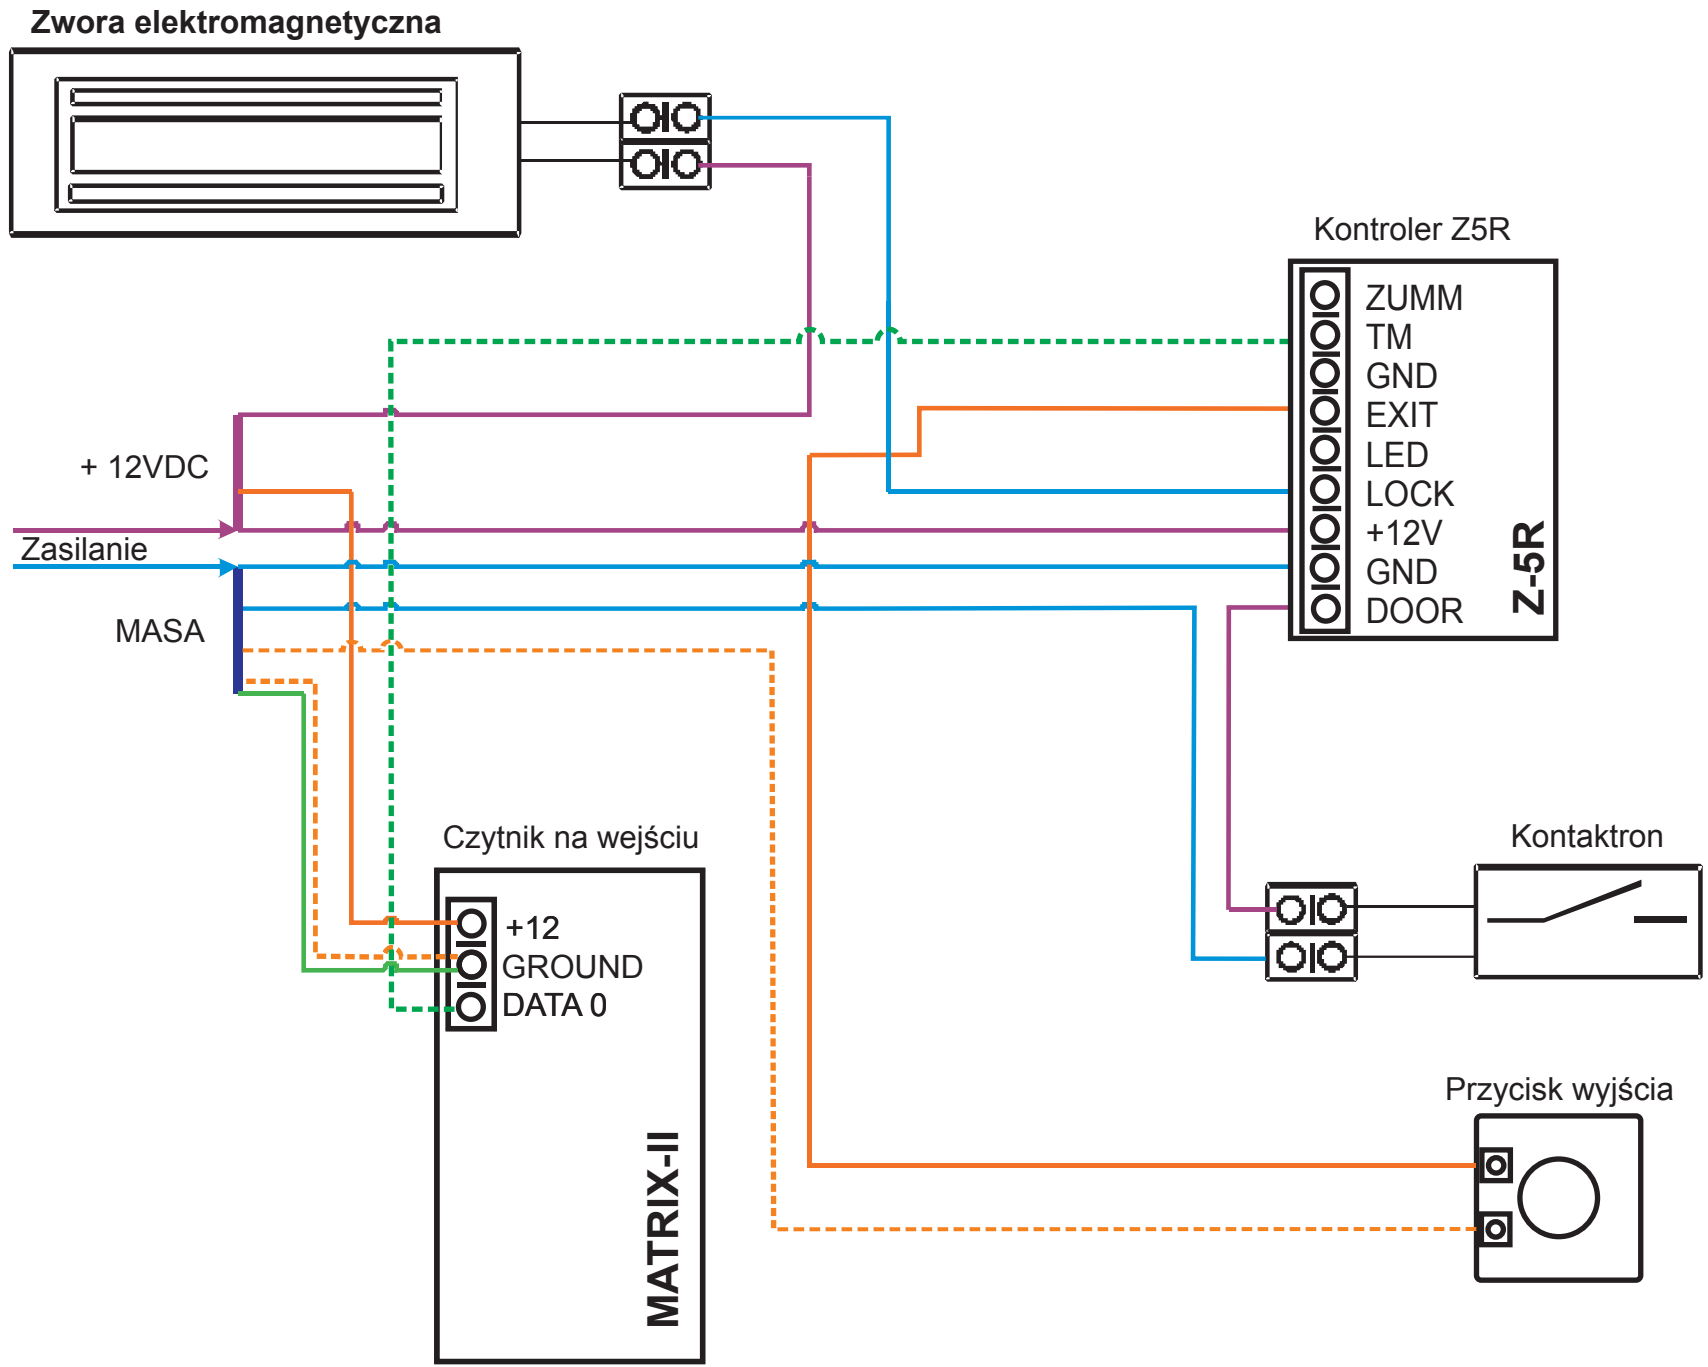 Zwora elektromagnetyczna
Kontroler Z5R
ZUMM
TM
GND
EXIT
LED
LOCK
+12V
GND
DOOR
Z-5R
+ 12VDC
Zasilanie
MASA
Czytnik na wejściu
+12
GROUND
DATA 0
MATRIX-II
Kontaktron
Przycisk wyjścia